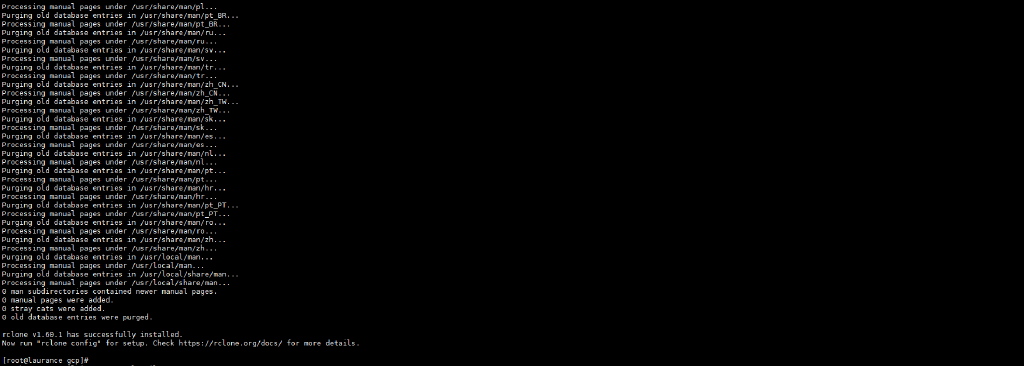 Processing manual pages under /usr/share/man/pl...
Purging old database entries in /usr/share/man/pt_BR...
Processing manual pages under /usr/share/man/pt_BR...
Purging old database entries in /usr/share/man/ru...
Processing manual pages under /usr/share/man/ru...
Purging old database entries in /usr/share/man/sv...
Processing manual pages under /usr/share/man/sv...
Purging old database entries in /usr/share/man/tr...
Processing manual pages under /usr/share/man/tr...
Purging old database entries in /usr/share/man/zh_CN...
Processing manual pages under /usr/share/man/zh_CN...
Purging old database entries in /usr/share/man/zh_TW...
Processing manual pages under /usr/share/man/zh_TW...
Purging old database entries in /usr/share/man/sk...
Processing manual pages under /usr/share/man/sk...
Purging old database entries in /usr/share/man/es...
Processing manual pages under /usr/share/man/es...
Purging old database entries in /usr/share/man/nl...
Processing manual pages under /usr/share/man/nl...
Purging old database entries in /usr/share/man/pt...
Processing manual pages under /usr/share/man/pt...
Purging old database entries in /usr/share/man/hr...
Processing manual pages under /usr/share/man/hr...
Purging old database entries in /usr/share/man/pt_PT...
Processing manual pages under /usr/share/man/pt_PT...
Purging old database entries in /usr/share/man/ro...
Processing manual pages under /usr/share/man/ro...
Purging old database entries in /usr/share/man/zh...
Processing manual pages under /usr/share/man/zh...
Purging old database entries in /usr/local/man...
Processing manual pages under /usr/local/man...
Purging old database entries in /usr/local/share/man...
Processing manual pages under /usr/local/share/man...
0 man subdirectories contained newer manual pages.
0 manual pages were added.
0 stray cats were added.
0 old database entries were purged.
rclone v1.60.1 has successfully installed.
Now run "rclone config" for setup. Check https://rclone.org/docs/ for more details.
[root@laurance gcp]#